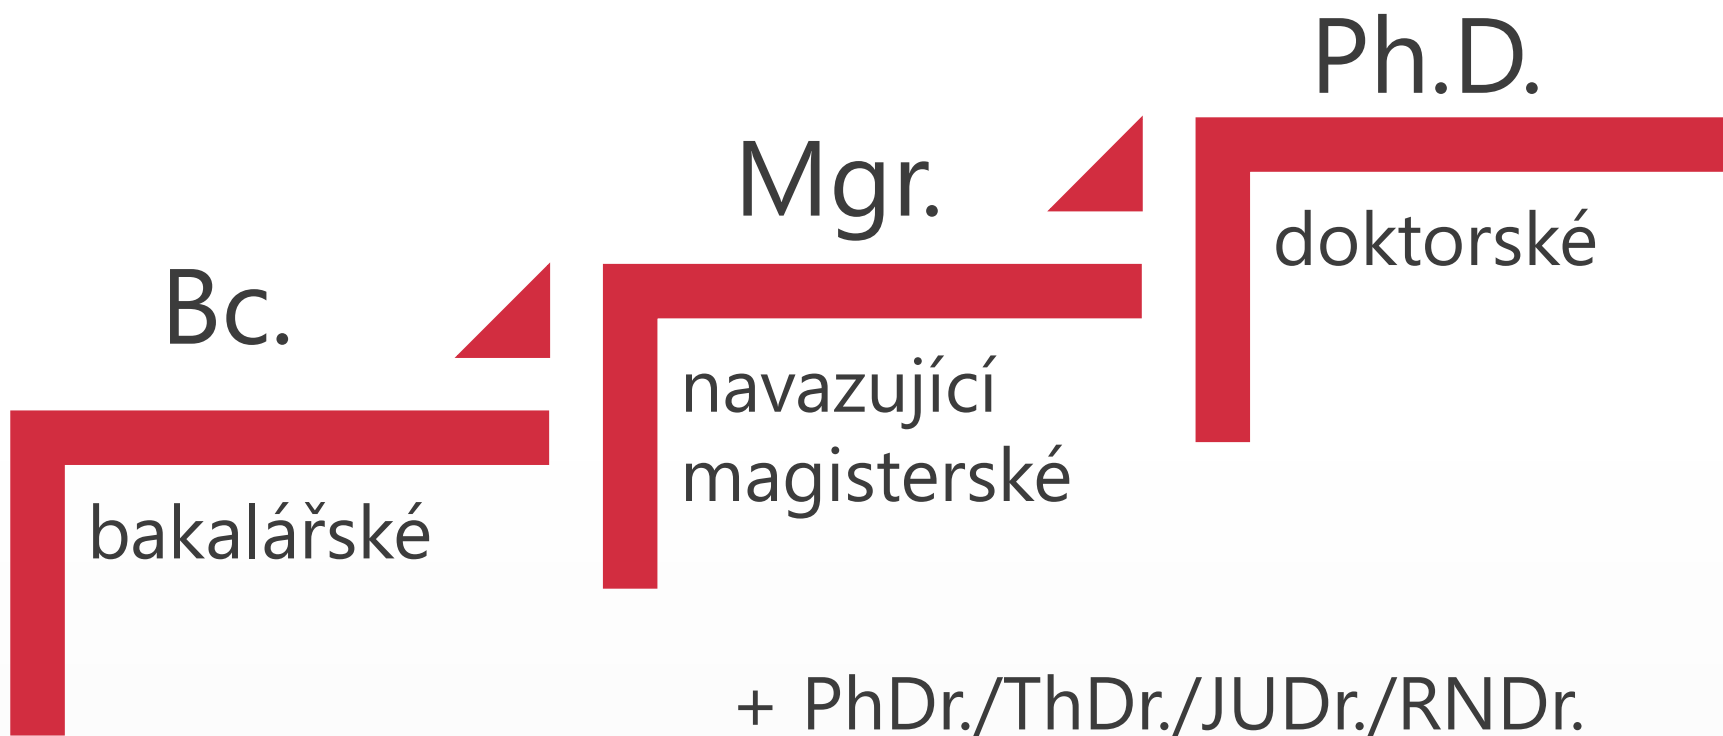 Bc.
bakalářské
Mgr.
navazující
magisterské
Ph.D.
doktorské
+ PhDr./ThDr./JUDr./RNDr.